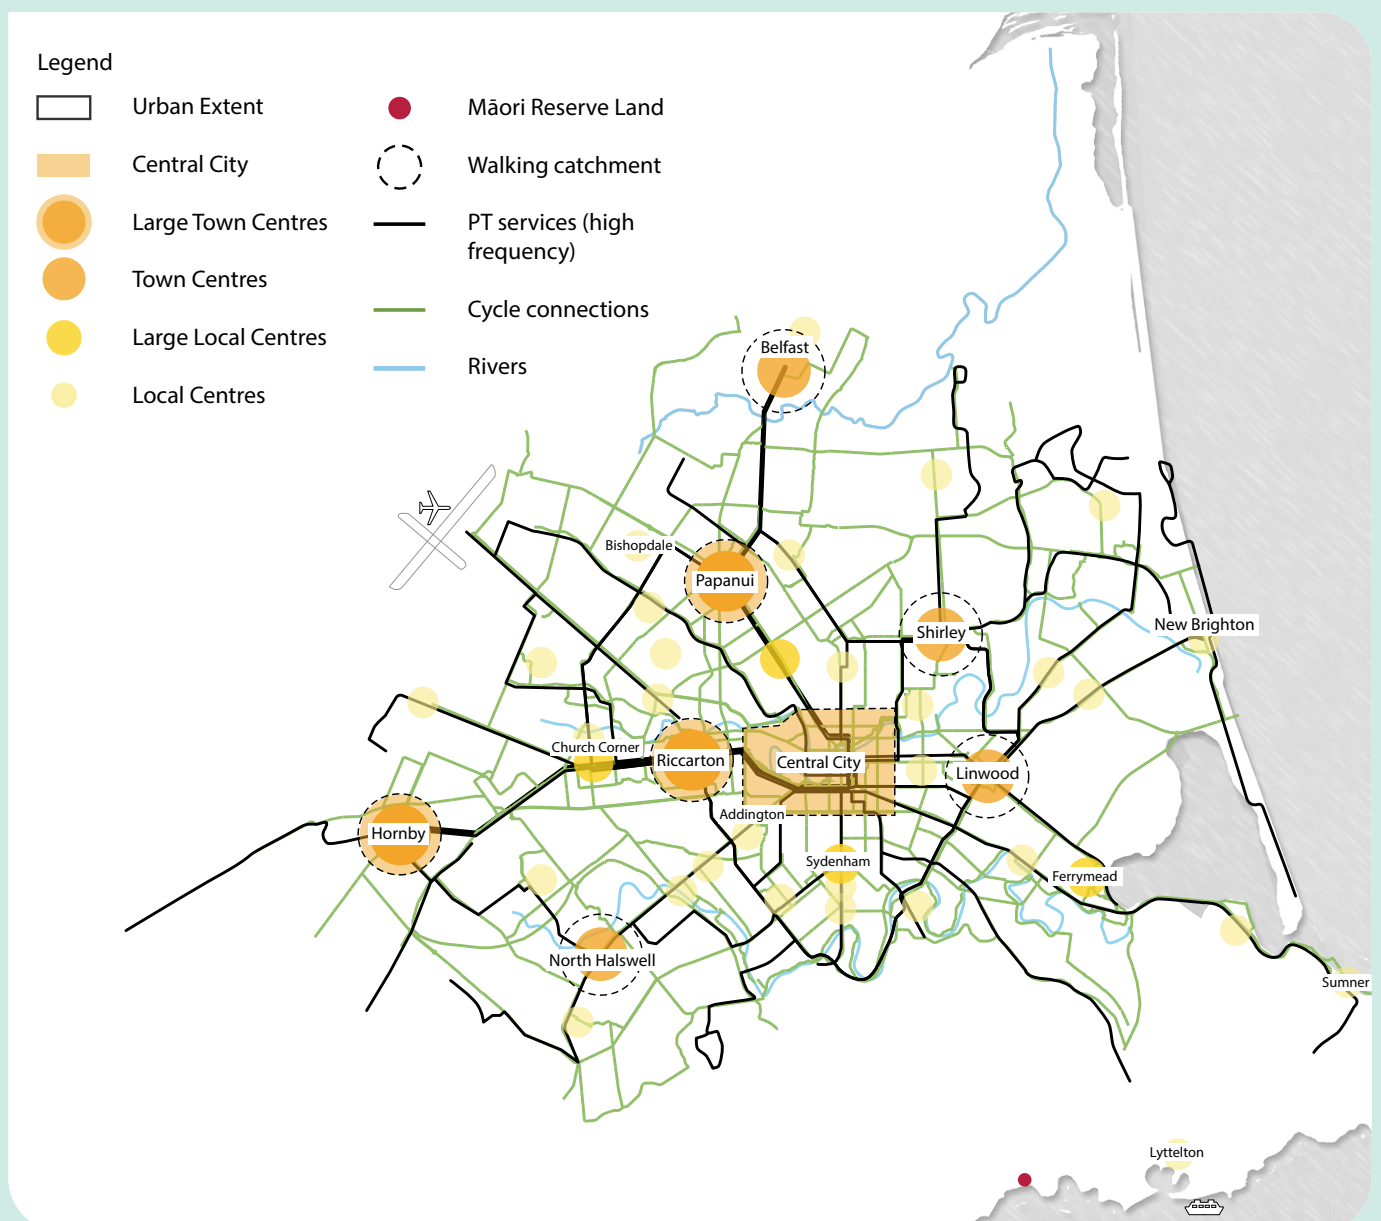 Legend
Urban Extent
Central City
Large Town Centres
Town Centres
Large Local Centres
Local Centres
Māori Reserve Land
Walking catchment
PT services (high
frequency)
Cycle connections
Rivers
Belfast
Bishopdale
Papanui
Shirley
New Brighton
Church Corner
Riccarton
Central City
Linwood
Addington
Hornby
Sydenham
Ferrymead
North Halswell
Sumner
Lyttelton